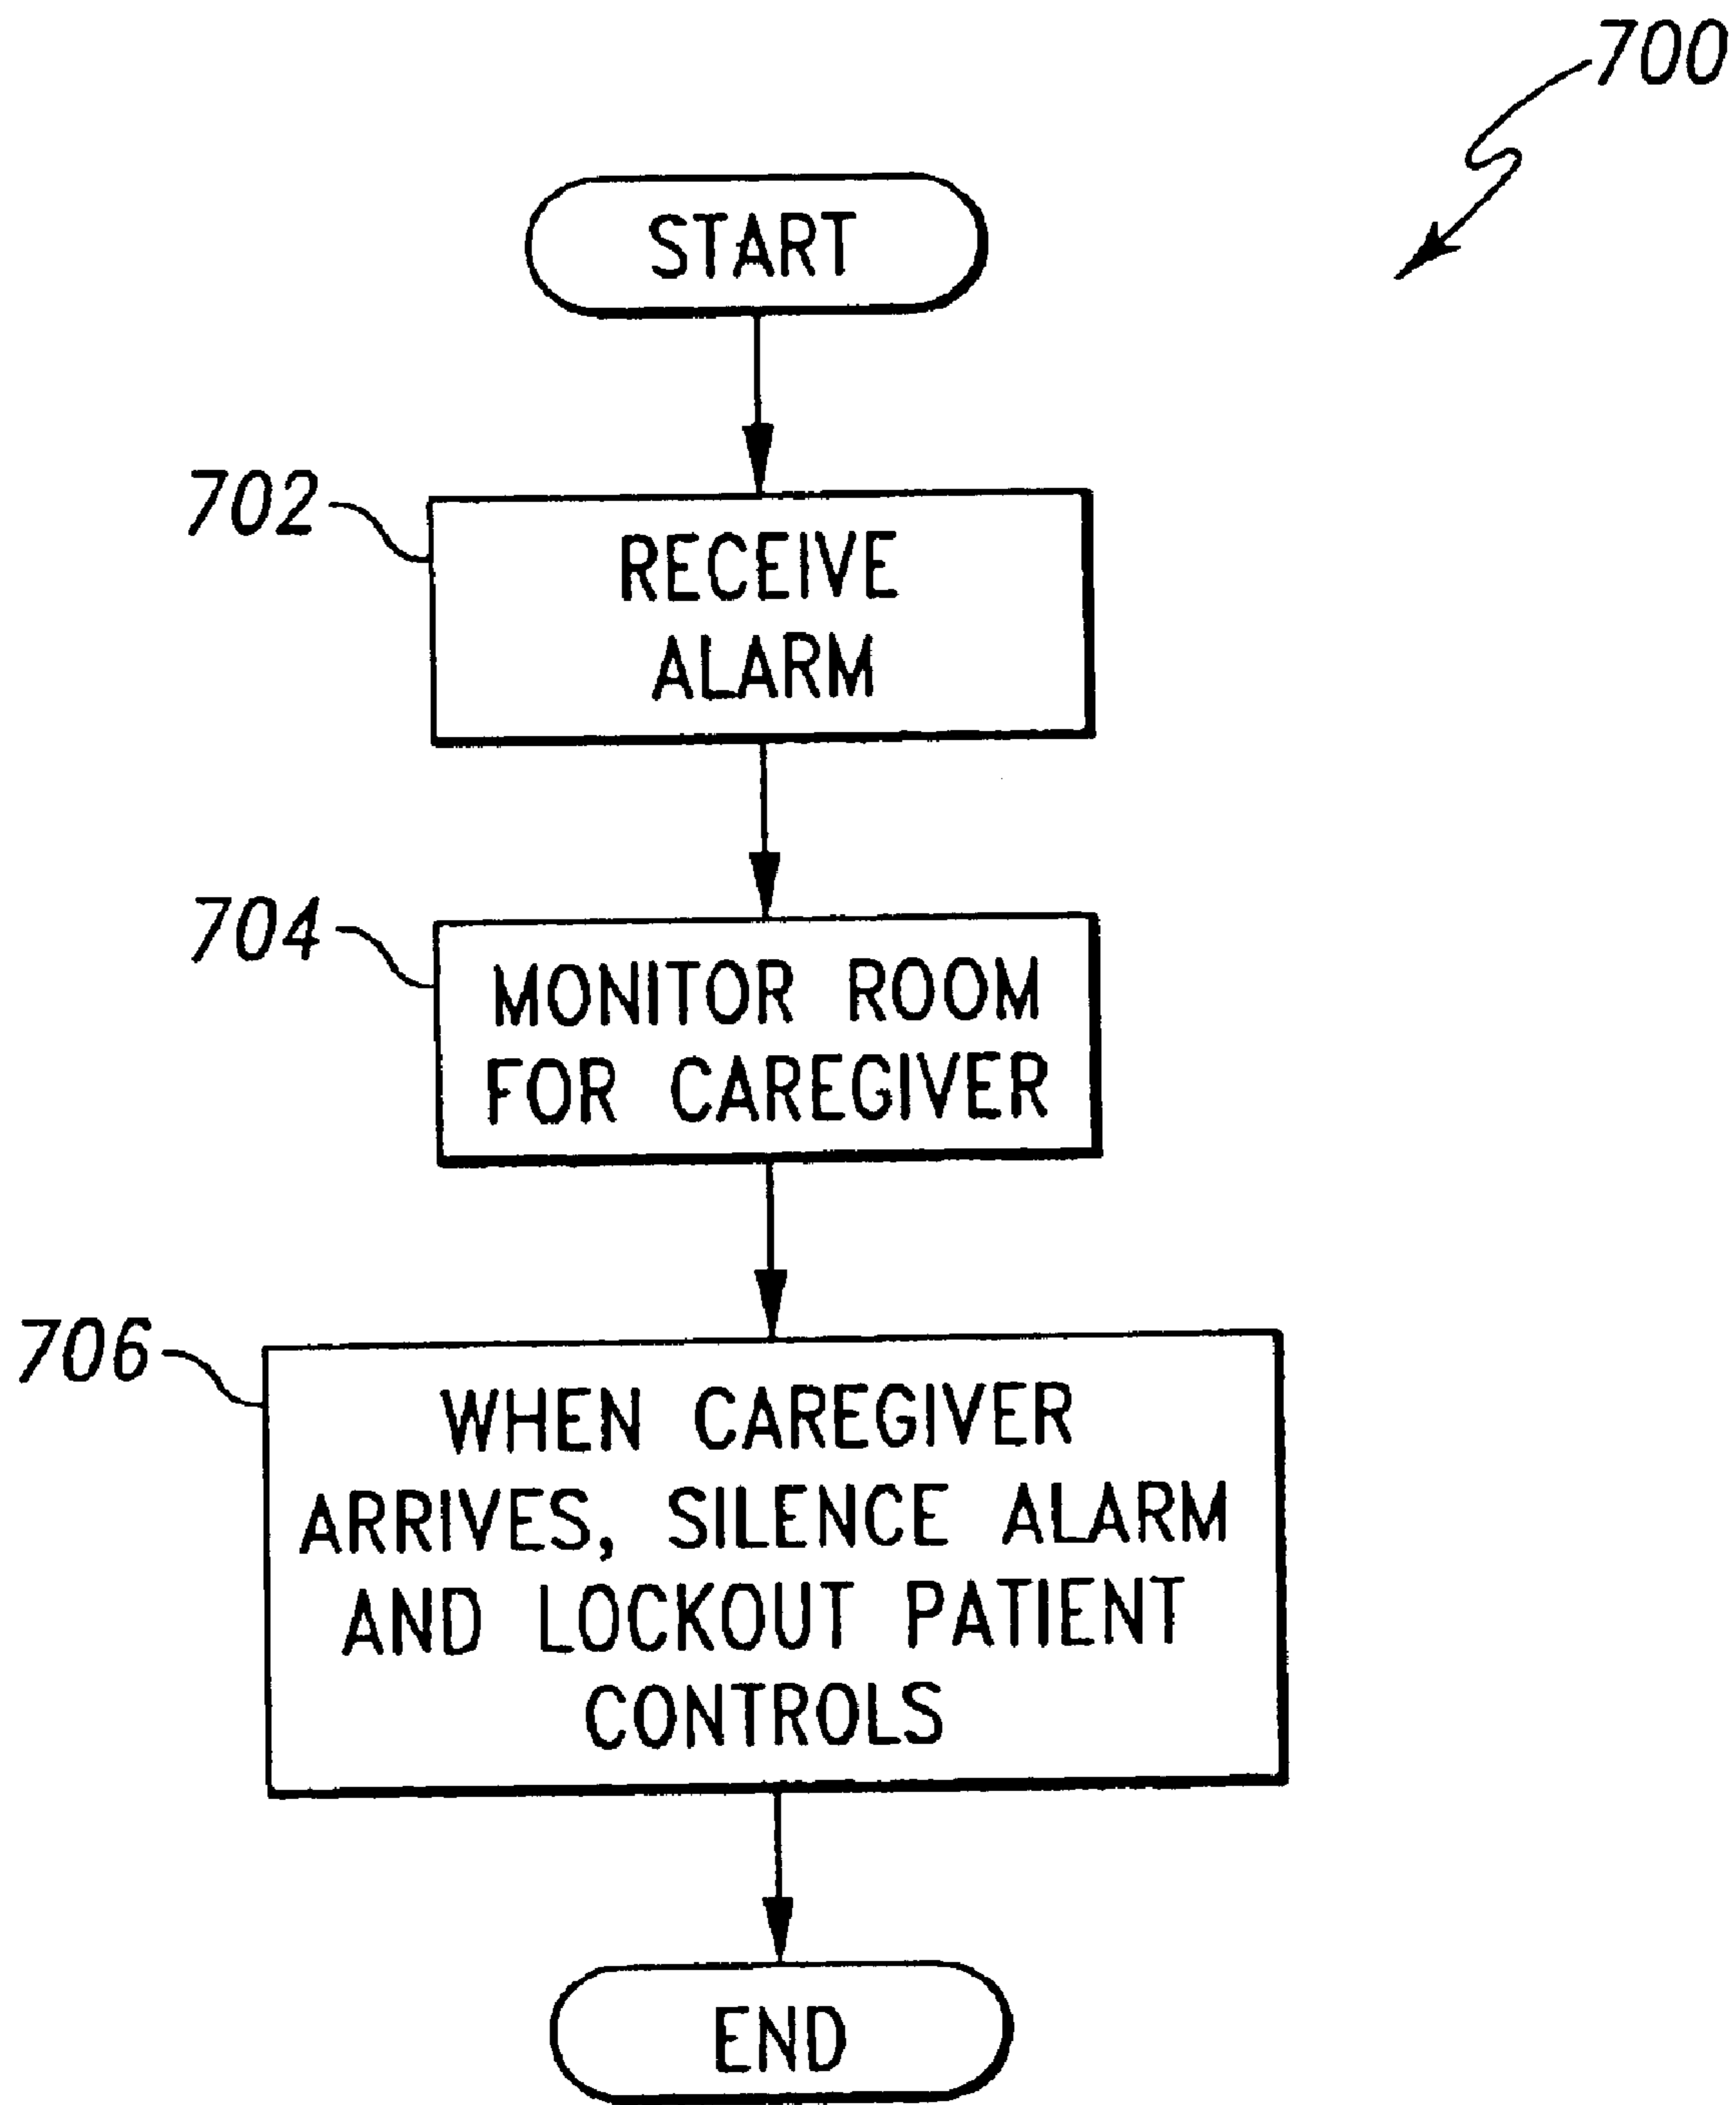 700
START
702
RECEIVE
ALARM
704
MONITOR ROOM
FOR CAREGIVER
706
WHEN CAREGIVER
ARRIVES, SILENCE ALARM
AND LOCKOUT PATIENT
CONTROLS
END